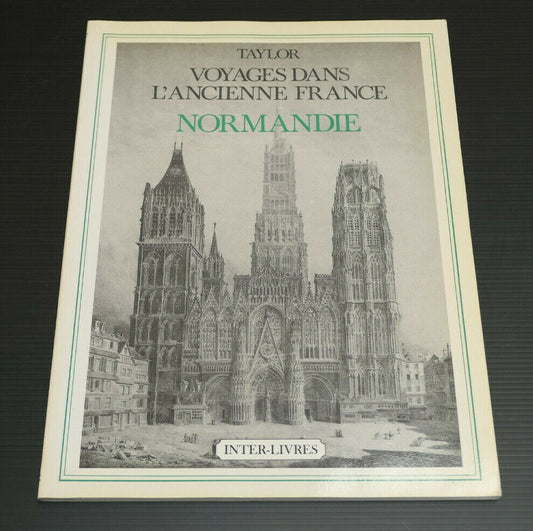 TAYLOR
VOYAGES DANS
L'ANCIENNE FRANCE
NORMANDIE
INTER-LIVRES